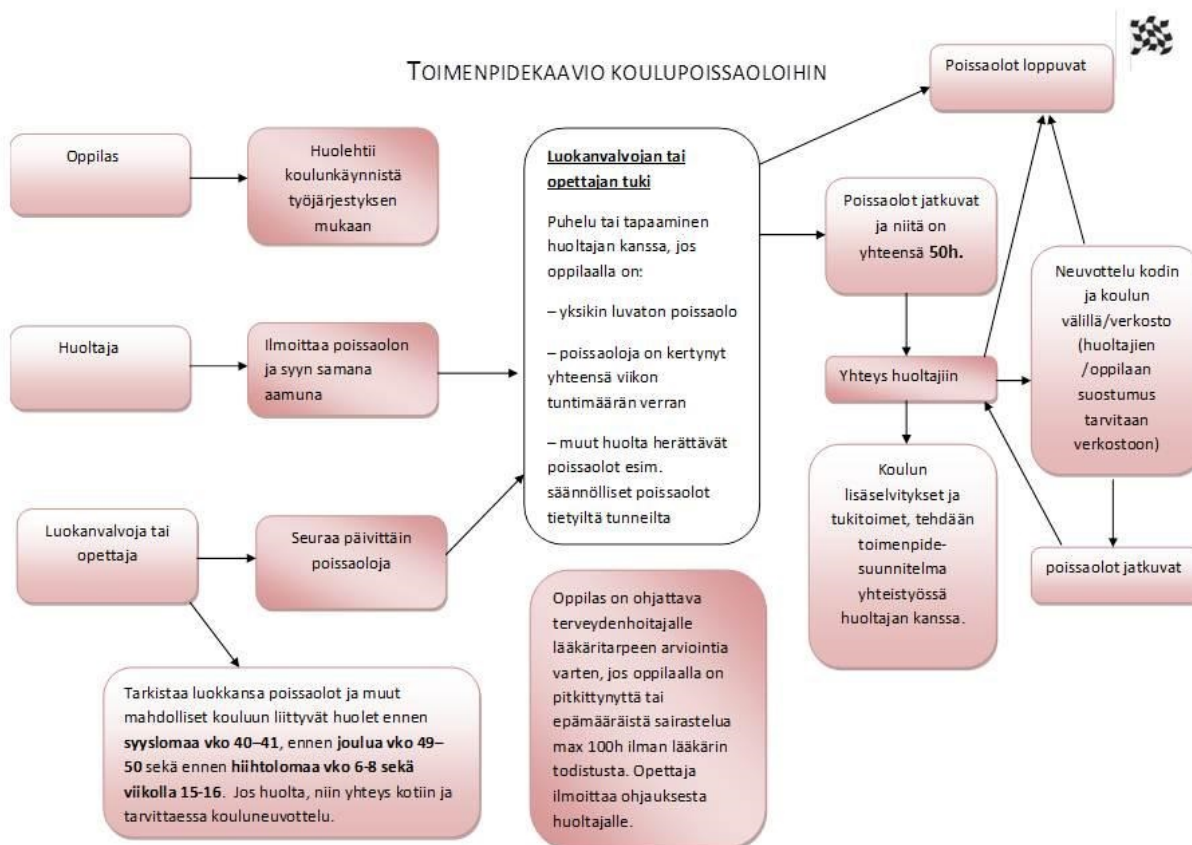 TOIMENPIDEKAAVIO KOULUPOISSAOLOIHIN
Poissaolot loppuvat
Oppilas
Huolehtii
koulunkäynnistä
työjärjestyksen
mukaan
Huoltaja
Ilmoittaa poissaolon
ja syyn samana
aamuna
Luokanvalvoja tai
opettaja
Seuraa päivittäin
poissaoloja
Tarkistaa luokkansa poissaolot ja muut
mahdolliset kouluun liittyvät huolet ennen
syyslomaa vko 40–41, ennen joulua vko 49–
50 sekä ennen hiihtolomaa vko 6-8 sekä
viikolla 15-16. Jos huolta, niin yhteys kotiin ja
tarvittaessa kouluneuvottelu.
Luokanvalvojan tai
opettajan tuki
Puhelu tai tapaaminen
huoltajan kanssa, jos
oppilaalla on:
– yksikin luvaton poissaolo
– poissaoloja on kertynyt
yhteensä viikon
tuntimäärän verran
– muut huolta herättävät
poissaolot esim.
säännölliset poissaolot
tietyiltä tunneilta
Oppilas on ohjattava
terveydenhoitajalle
lääkäritarpeen arviointia
varten, jos oppilaalla on
pitkittynyttä tai
epämääräistä sairastelua
max 100h ilman lääkärin
todistusta. Opettaja
ilmoittaa ohjauksesta
huoltajalle.
Poissaolot jatkuvat
ja niitä on
yhteensä 50h.
Yhteys huoltajiin
Koulun
lisäselvitykset ja
tukitoimet, tehdään
toimenpide-
suunnitelma
yhteistyössä
huoltajan kanssa.
Neuvottelu kodin
ja koulun
välillä/verkosto
(huoltajien
/oppilaan
suostumus
tarvitaan
verkostoon)
poissaolot jatkuvat